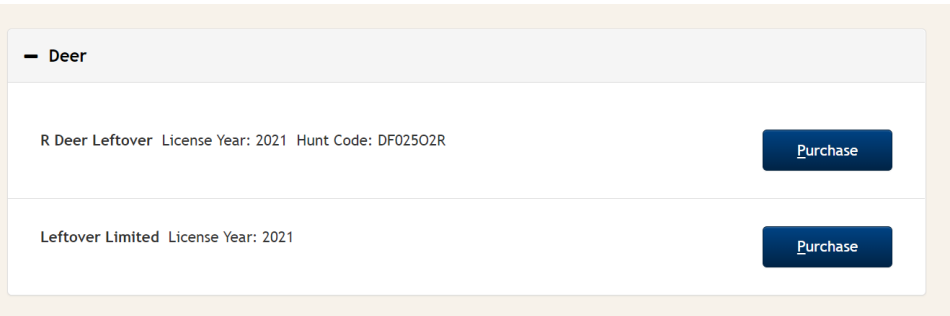 Deer
R Deer Leftover License Year: 2021 Hunt Code: DF025O2R
Purchase
Leftover Limited License Year: 2021
Purchase